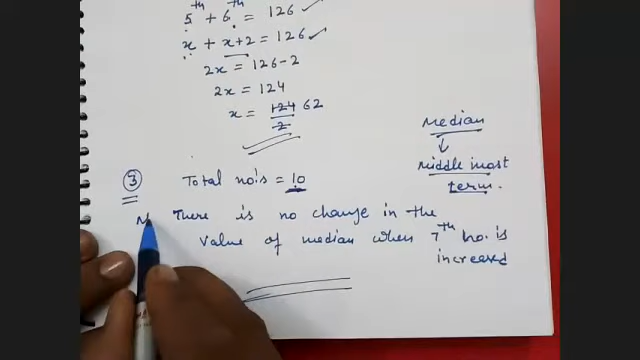 5th + 6th = 126
x + x+2 = 126
2x = 126-2
2x = 124
x = 124/2 62
Median
↓
Middle most
term.
③ Total no.s = 10
N There is no change in the
value of median when 7th no. is
increased